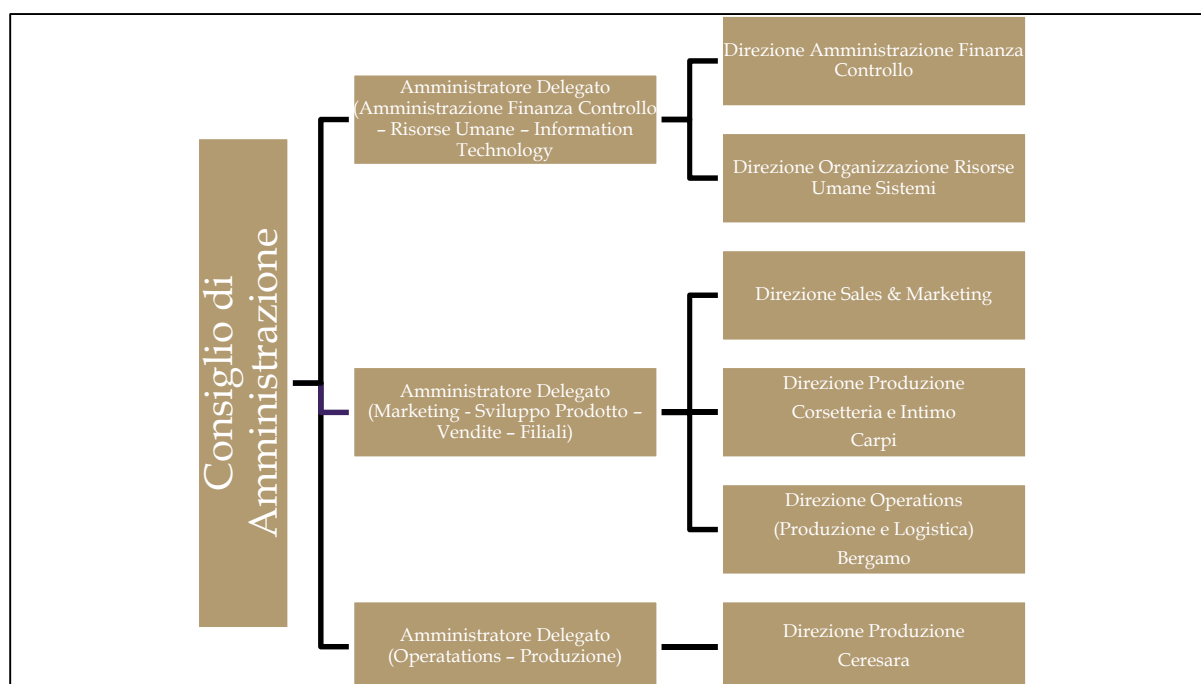 Consiglio di
Amministrazione
Amministratore Delegato
(Amministrazione Finanza Controllo
– Risorse Umane – Information
Technology
Direzione Amministrazione Finanza
Controllo
Direzione Organizzazione Risorse
Umane Sistemi
Amministratore Delegato
(Marketing - Sviluppo Prodotto –
Vendite – Filiali)
Direzione Sales & Marketing
Direzione Produzione
Corsetteria e Intimo
Carpi
Direzione Operations
(Produzione e Logistica)
Bergamo
Amministratore Delegato
(Operatations – Produzione)
Direzione Produzione
Ceresara